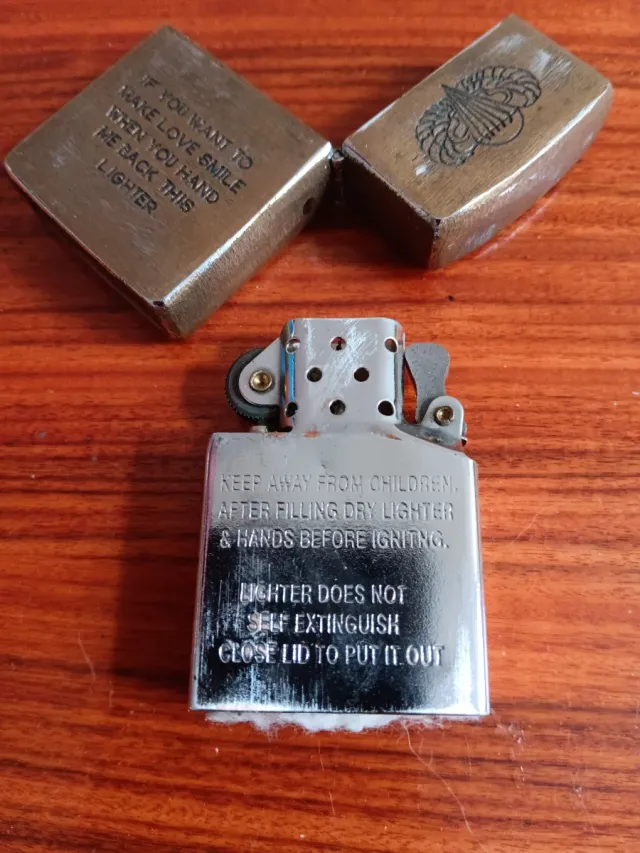 IF YOU WANT TO
MAKE LOVE SMILE
WHEN YOU HAND
ME BACK THIS
LIGHTER
KEEP AWAY FROM CHILDREN.
AFTER FILLING DRY LIGHTER
& HANDS BEFORE IGNITNG.
LIGHTER DOES NOT
SELF EXTINGUISH
CLOSE LID TO PUT IT OUT